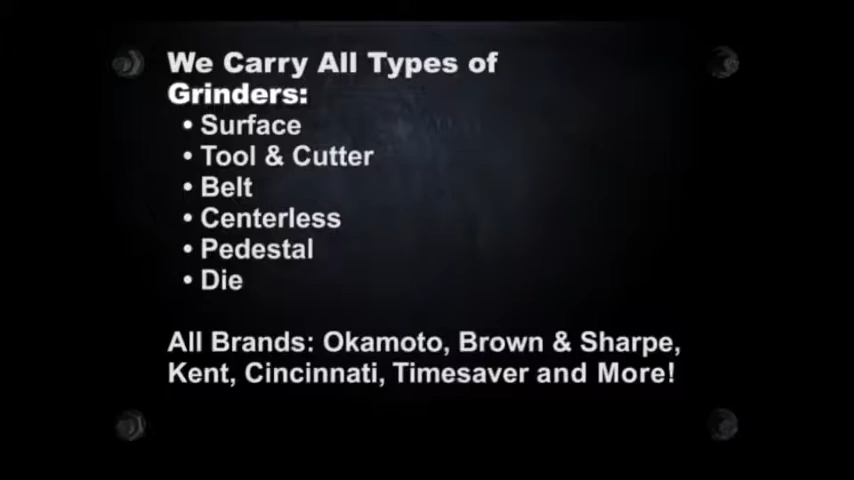 We Carry All Types of
Grinders:
• Surface
• Tool & Cutter
• Belt
• Centerless
• Pedestal
• Die
All Brands: Okamoto, Brown & Sharpe,
Kent, Cincinnati, Timesaver and More!